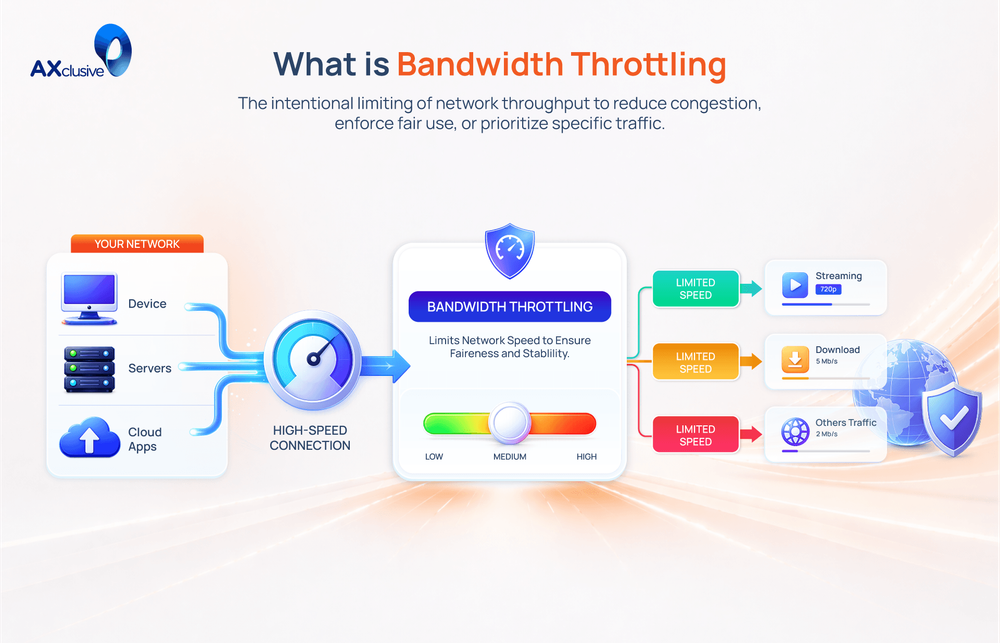 AXclusive
What is Bandwidth Throttling
The intentional limiting of network throughput to reduce congestion,
enforce fair use, or prioritize specific traffic.
YOUR NETWORK
Device
Servers
Cloud
Apps
HIGH-SPEED
CONNECTION
BANDWIDTH THROTTLING
Limits Network Speed to Ensure
Faireness and Stablility.
LOW
MEDIUM
HIGH
LIMITED
SPEED
Streaming
720p
LIMITED
SPEED
Download
5 Mb/s
LIMITED
SPEED
Others Traffic
2 Mb/s